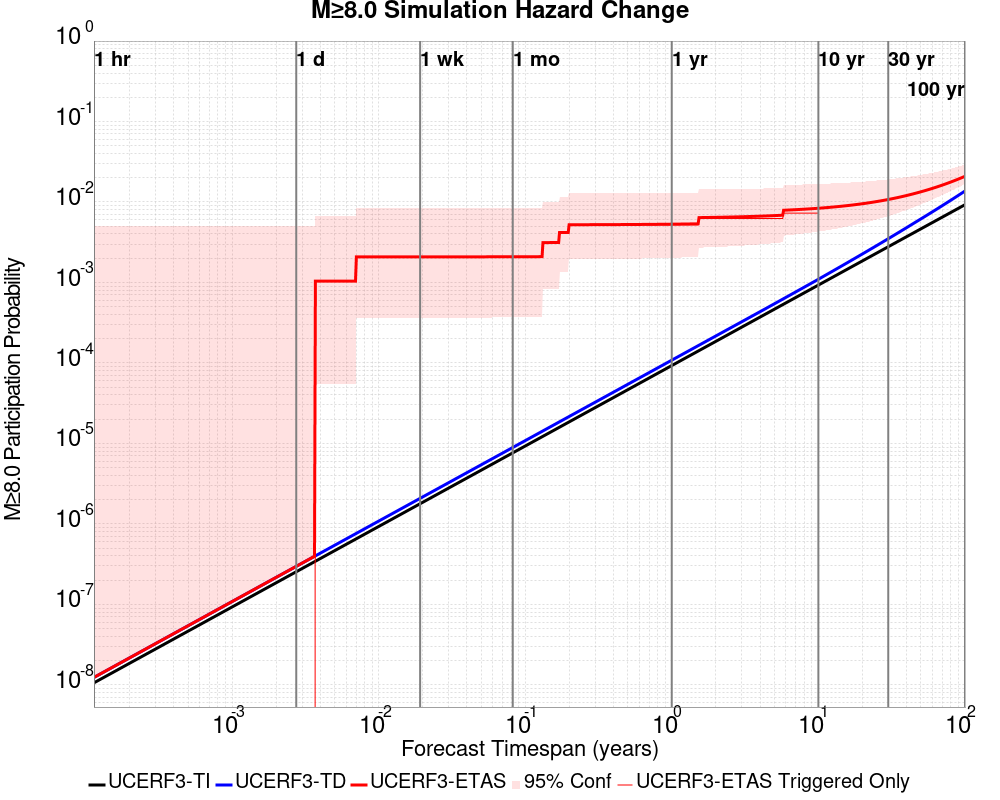 M≥8.0 Simulation Hazard Change
10^0
10^-1
10^-2
10^-3
10^-4
10^-5
10^-6
10^-7
10^-8
M≥8.0 Participation Probability
1 hr
1 d
1 wk
1 mo
1 yr
10 yr
30 yr
100 yr
10^-3
10^-2
10^-1
10^0
10^1
10^2
Forecast Timespan (years)
UCERF3-TI UCERF3-TD UCERF3-ETAS 95% Conf UCERF3-ETAS Triggered Only